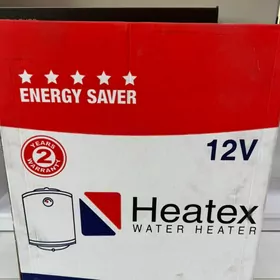 ENERGY SAVER
YEARS
2
WARRANTY
12V
Heatex
WATER HEATER